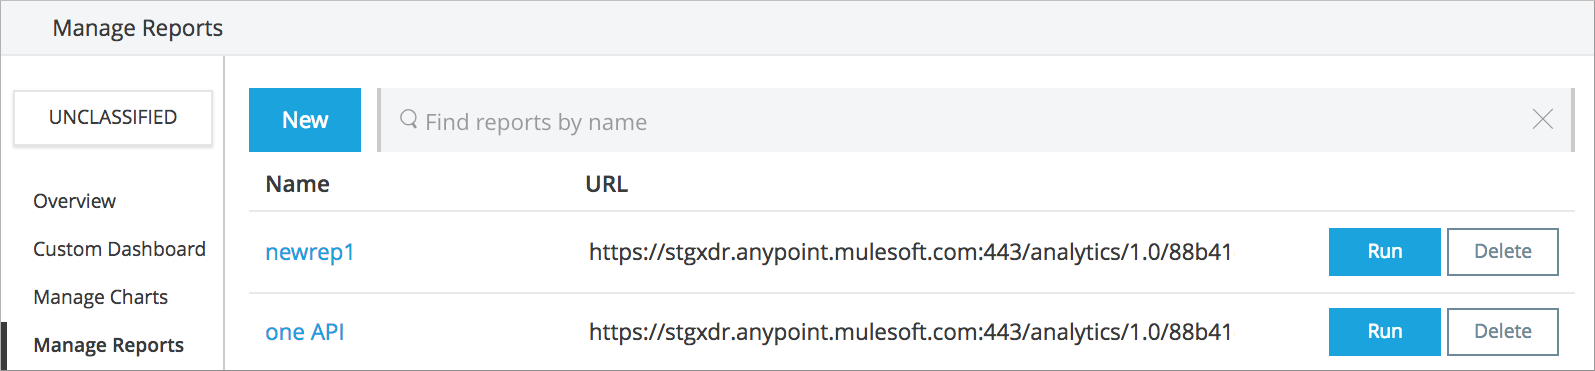 Manage Reports
UNCLASSIFIED
Overview
Custom Dashboard
Manage Charts
Manage Reports
New
Find reports by name
Name URL
newrep1 https://stgxdr.anypoint.mulesoft.com:443/analytics/1.0/88b41 Run Delete
one API https://stgxdr.anypoint.mulesoft.com:443/analytics/1.0/88b41 Run Delete